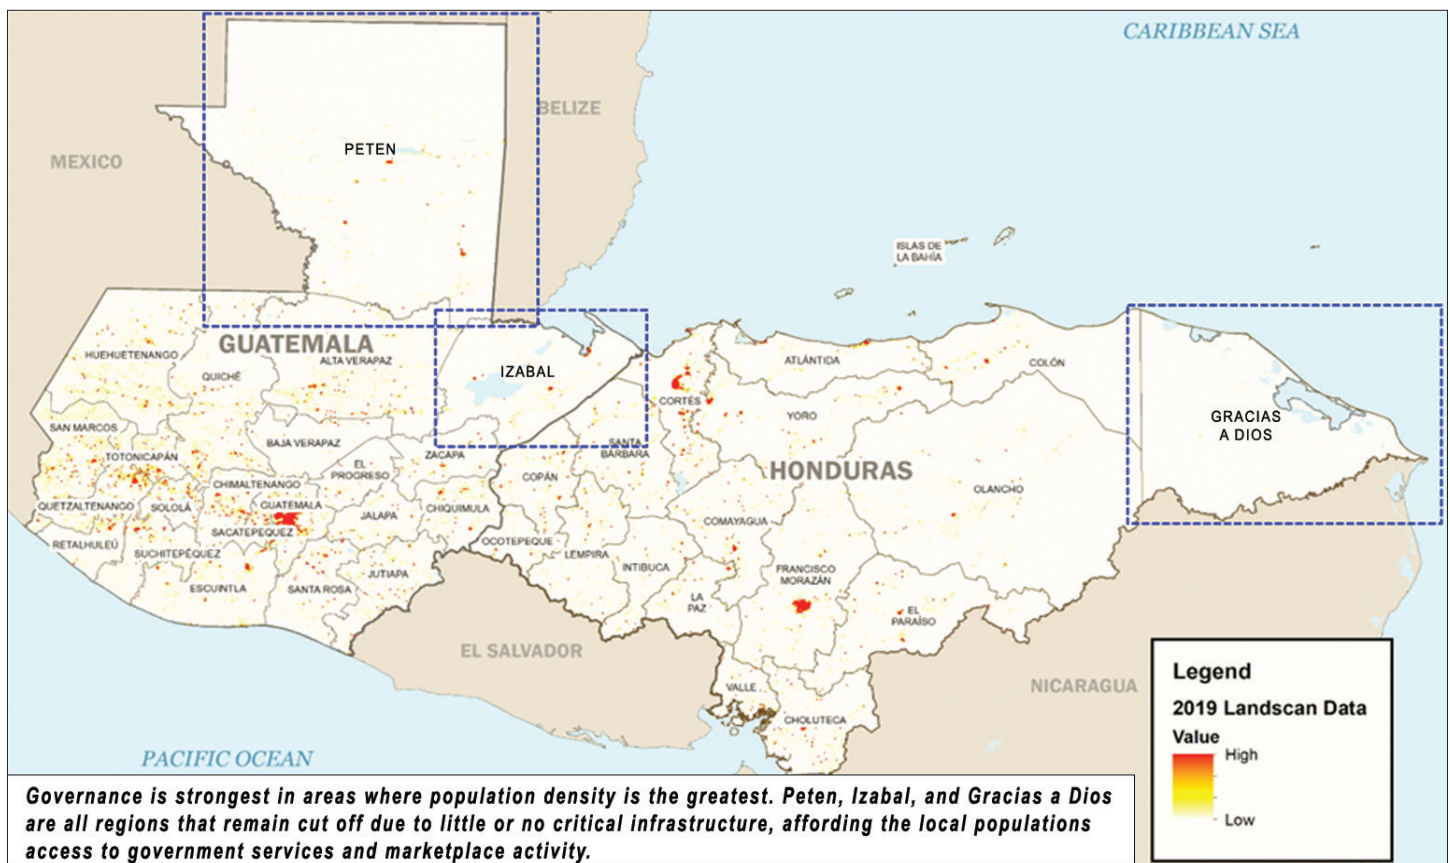 CARIBBEAN SEA
BELIZE
MEXICO
PETEN
ISLAS DE
LA BAHÍA
GUATEMALA
HUEHUETENANGO
QUICHÉ
ALTA VERAPAZ
IZABAL
ATLÁNTIDA
COLÓN
CORTÉS
YORO
GRACIAS
A DIOS
SAN MARCOS
TOTONICAPÁN
BAJA VERAPAZ
EL
PROGRESO
ZACAPA
SANTA
BÁRBARA
COPÁN
HONDURAS
OLANCHO
CHIMALTENANGO
QUETZALTENANGO
SOLOLÁ
GUATEMALA
SACATEPEQUEZ
JALAPA
CHIQUIMULA
COMAYAGUA
RETALHULEÚ
SUCHITEPÉQUEZ
OCOTEPEQUE
LEMPIRA
INTIBUCA
FRANCISCO
MORAZÁN
ESCUINTLA
SANTA ROSA
JUTIAPA
LA
PAZ
EL
PARAÍSO
EL SALVADOR
VALLE
CHOLUTECA
NICARAGUA
PACIFIC OCEAN
Legend
2019 Landscan Data
Value
High
Low
Governance is strongest in areas where population density is the greatest. Peten, Izabal, and Gracias a Dios
are all regions that remain cut off due to little or no critical infrastructure, affording the local populations
access to government services and marketplace activity.